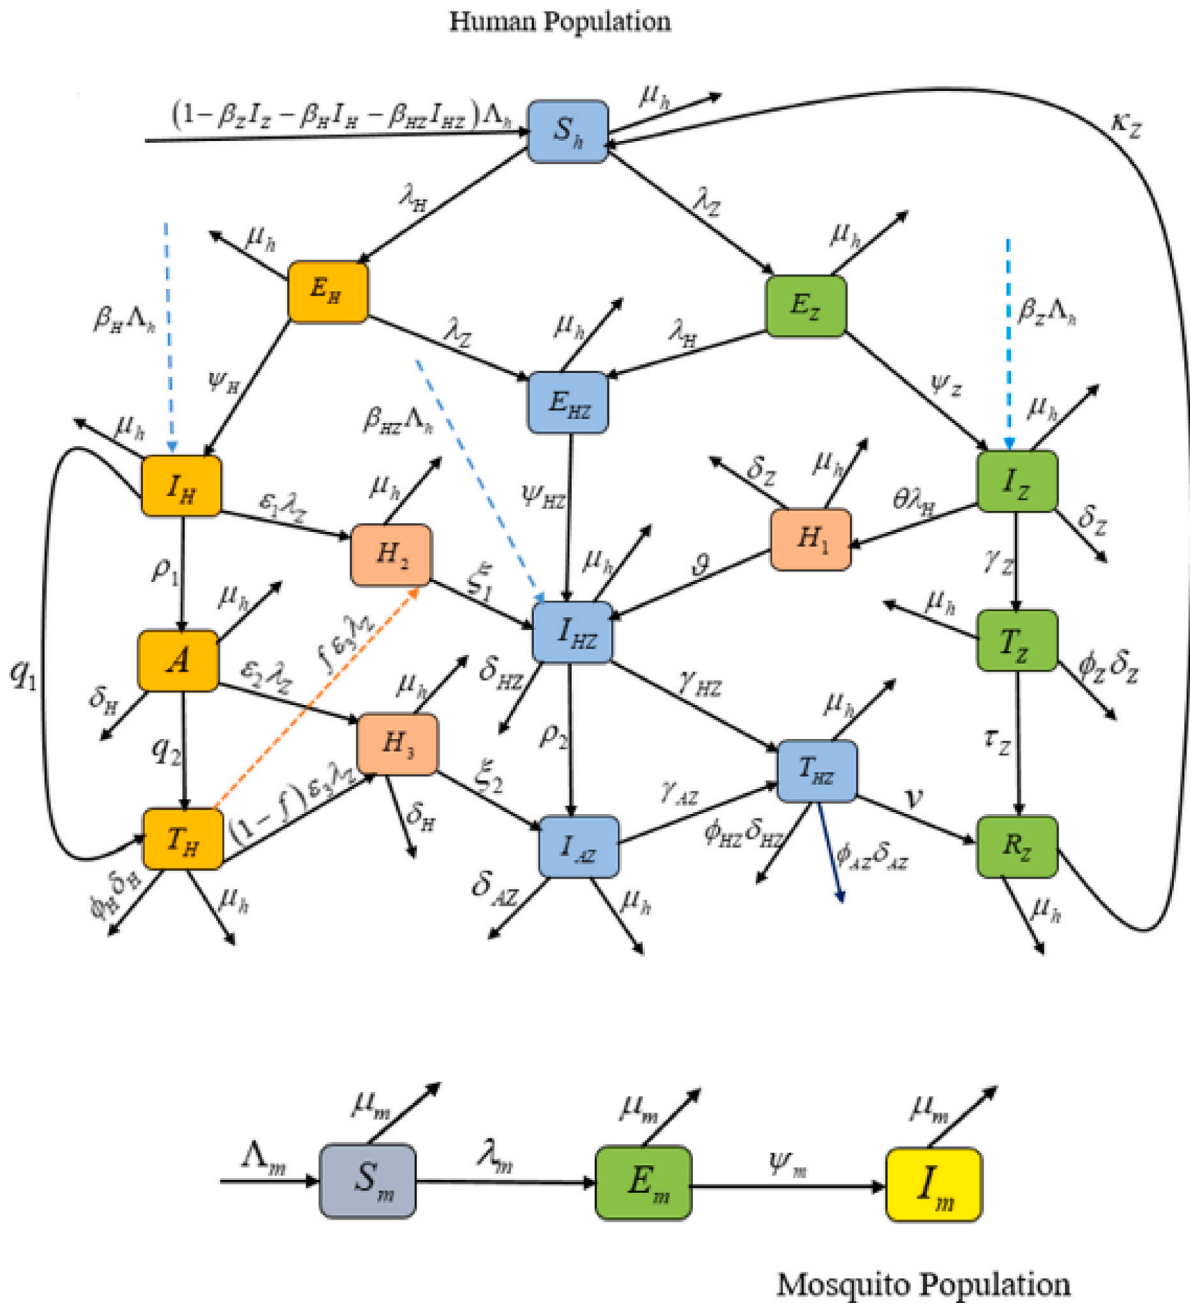 Human Population
(1- β_Z I_Z - β_H I_H - β_HZ I_HZ) Λ_h
μ_h
S_h
κ_Z
λ_H
λ_Z
μ_h
μ_h
E_H
E_Z
β_H Λ_h
λ_Z
μ_h
λ_H
β_Z Λ_h
ψ_H
E_HZ
ψ_Z
μ_h
β_HZ Λ_h
μ_h
I_H
ε_1 λ_Z
μ_h
ψ_HZ
δ_Z
μ_h
θλ_H
I_Z
δ_Z
H_2
H_1
ρ_1
ξ_1
μ_h
ϑ
γ_Z
μ_h
μ_h
q_1
A
f ε_3 λ_Z
I_HZ
T_Z
δ_H
ε_2 λ_Z
μ_h
δ_HZ
γ_HZ
μ_h
ϕ_Z δ_Z
q_2
H_3
ρ_2
T_HZ
τ_Z
(1- f) ε_3 λ_Z
ξ_2
γ_AZ
ν
T_H
δ_H
I_AZ
ϕ_HZ δ_HZ
ϕ_AZ δ_AZ
R_Z
ϕ_H δ_H
μ_h
δ_AZ
μ_h
μ_h
μ_m
μ_m
μ_m
Λ_m
S_m
λ_m
E_m
ψ_m
I_m
Mosquito Population